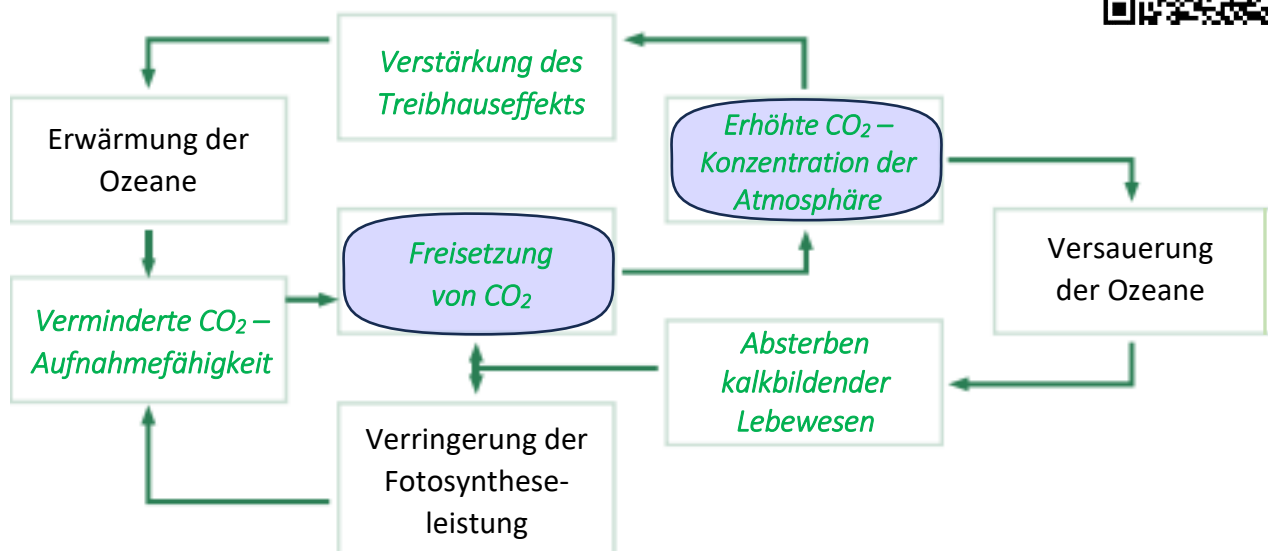 Verstärkung des
Treibhauseffekts
Erhöhte CO₂ –
Konzentration der
Atmosphäre
Erwärmung der
Ozeane
Freisetzung
von CO₂
Versauerung
der Ozeane
Verminderte CO₂ –
Aufnahmefähigkeit
Absterben
kalkbildender
Lebewesen
Verringerung der
Fotosynthese-
leistung